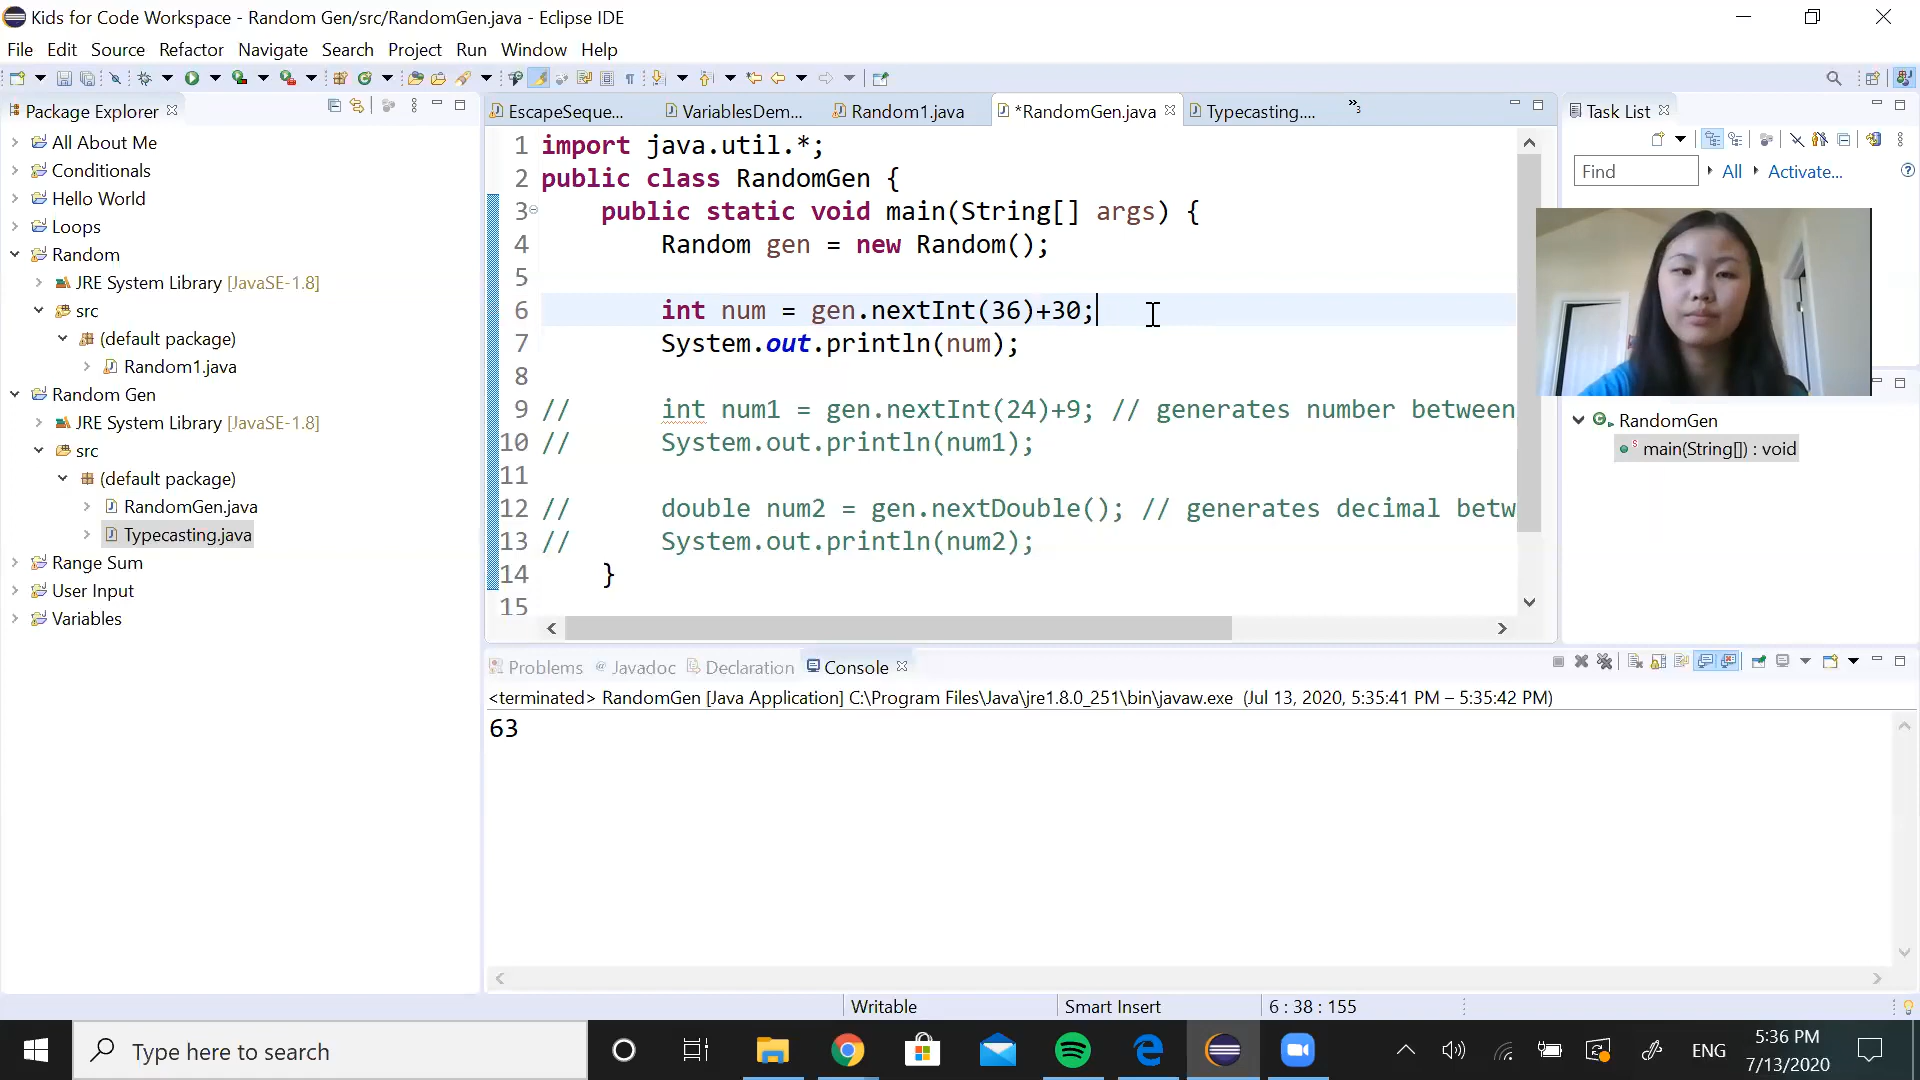 Kids for Code Workspace - Random Gen/src/RandomGen.java - Eclipse IDE
File Edit Source Refactor Navigate Search Project Run Window Help
Package Explorer
All About Me
Conditionals
Hello World
Loops
Random
JRE System Library [JavaSE-1.8]
src
(default package)
Random1.java
Random Gen
JRE System Library [JavaSE-1.8]
src
(default package)
RandomGen.java
Typecasting.java
Range Sum
User Input
Variables
EscapeSeque... VariablesDem... Random1.java *RandomGen.java Typecasting.... »3
1 import java.util.*;
2 public class RandomGen {
3 public static void main(String[] args) {
4 Random gen = new Random();
5
6 int num = gen.nextInt(36)+30;
7 System.out.println(num);
8
9 // int num1 = gen.nextInt(24)+9; // generates number between
10 // System.out.println(num1);
11
12 // double num2 = gen.nextDouble(); // generates decimal betw
13 // System.out.println(num2);
14 }
15
Task List
Find All Activate...
RandomGen
main(String[]) : void
Problems @ Javadoc Declaration Console
<terminated> RandomGen [Java Application] C:\Program Files\Java\jre1.8.0_251\bin\javaw.exe (Jul 13, 2020, 5:35:41 PM – 5:35:42 PM)
63
Writable Smart Insert 6 : 38 : 155
Type here to search
ENG
5:36 PM
7/13/2020